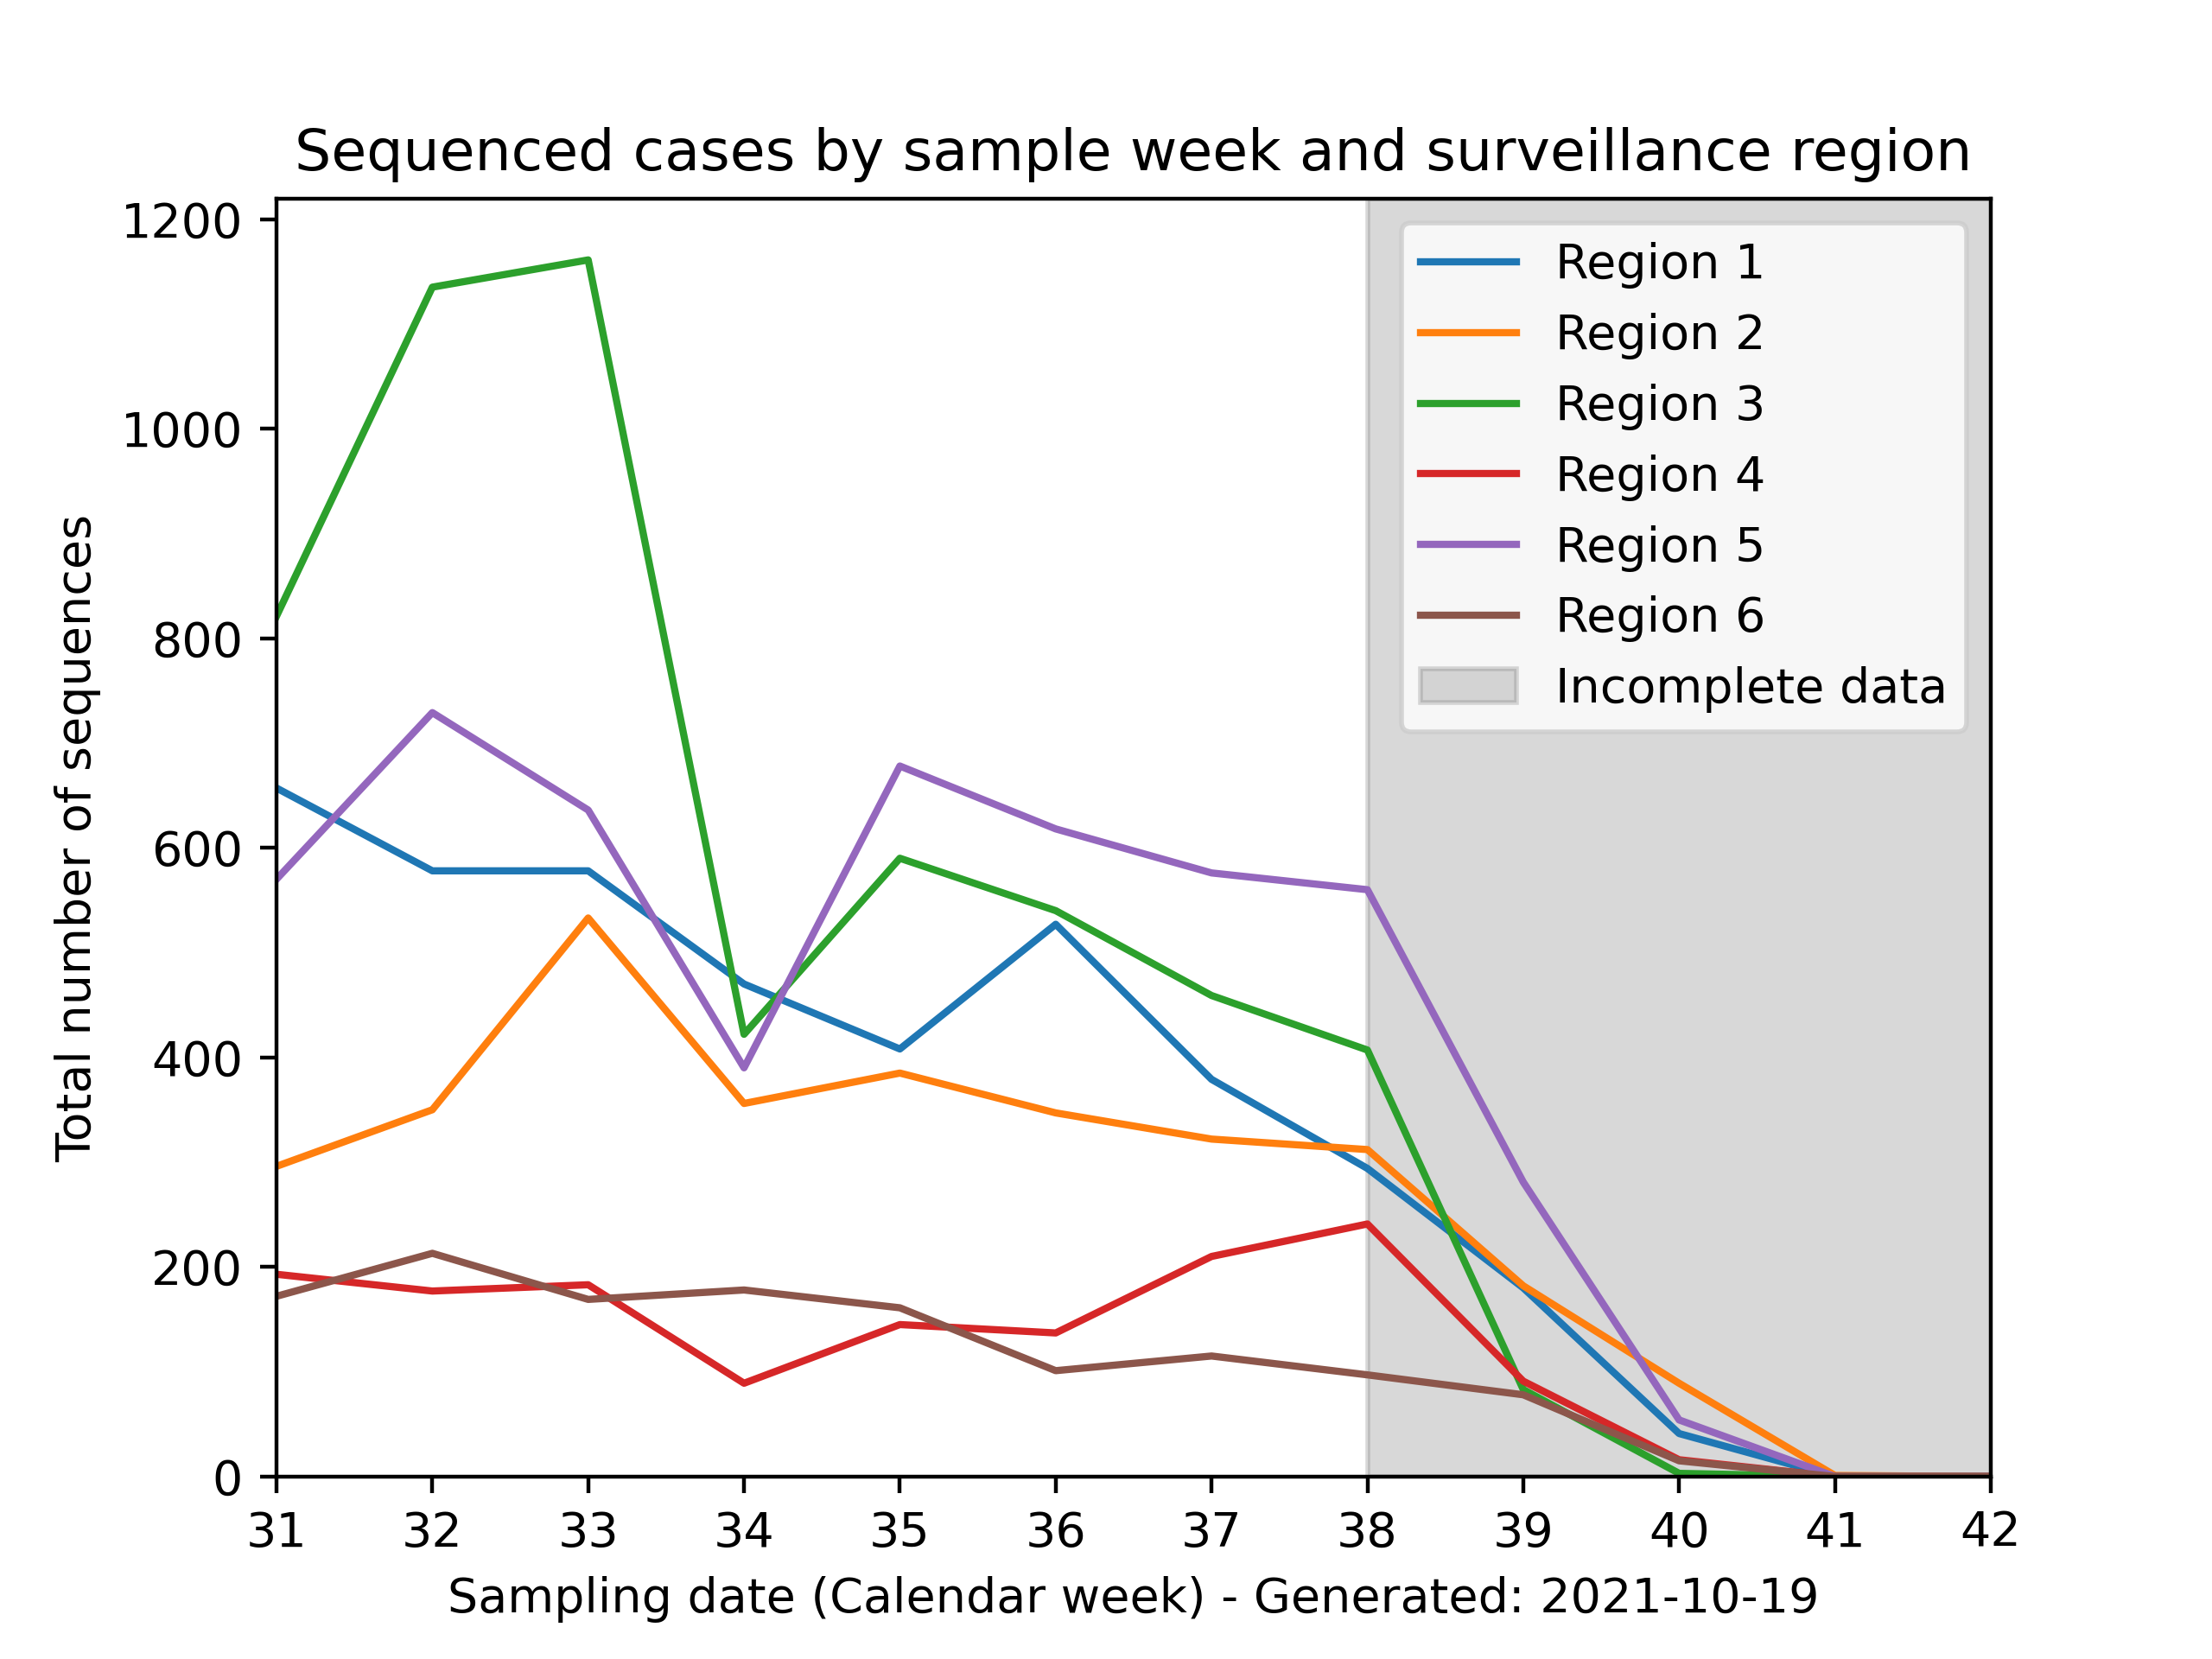 Sequenced cases by sample week and surveillance region
1200
1000
800
600
400
200
0
Total number of sequences
Region 1
Region 2
Region 3
Region 4
Region 5
Region 6
Incomplete data
31 32 33 34 35 36 37 38 39 40 41 42
Sampling date (Calendar week) - Generated: 2021-10-19